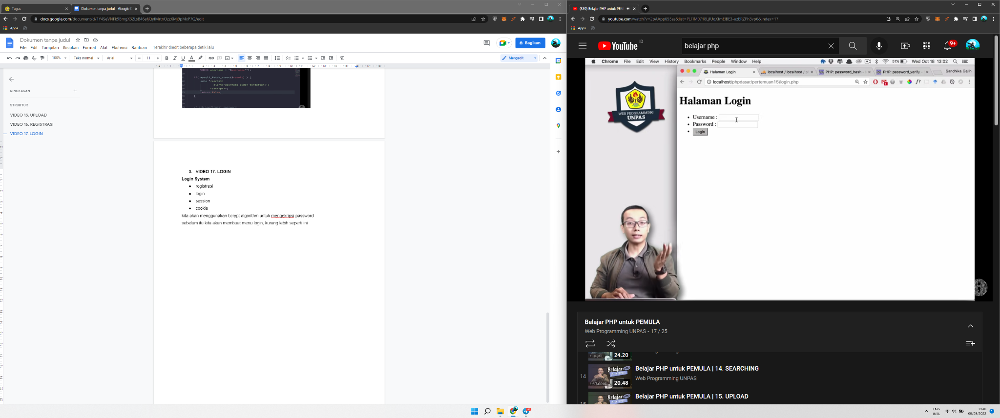 Tugas
Dokumen tanpa judul - Google D
docs.google.com/document/d/1Y4SeVNFk9BmgX32LsB46afjQyfMrtnOzzXMj9pMxP7Q/edit
Apps
Dokumen tanpa judul
File Edit Tampilan Sisipkan Format Alat Ekstensi Bantuan Terakhir diedit beberapa detik lalu
Bagikan
100% Teks normal Arial 11
Mengedit
RINGKASAN
STRUKTUR
VIDEO 15. UPLOAD
VIDEO 16. REGISTRASI
VIDEO 17. LOGIN
WHERE username = '$username'");
if( mysqli_fetch_assoc($result) ) {
echo "<script>
alert('username sudah terdaftar!')
</script>";
return false;
}
3. VIDEO 17. LOGIN
Login System
● registrasi
● login
● session
● cookie
kita akan menggunakan bcrypt algorithm untuk mengekripsi password
sebelum itu kita akan membuat menu login, kurang lebih seperti ini
(339) Belajar PHP untuk PEM
youtube.com/watch?v=2pAApp655es&list=PLFIM0718LjIUqXfmEIBE3-uzERZPh3vp6&index=17
Apps
YouTube ID
belajar php
9+
Chrome File Edit View History Bookmarks People Window Help
51% Wed Oct 18 13:02
Halaman Login
localhost / localhost / p
PHP: password_hash -
PHP: password_verify -
Sandhika Galih
localhost/phpdasar/pertemuan15/login.php
WEB PROGRAMMING
UNPAS
Halaman Login
• Username :
• Password :
• Login
Belajar PHP untuk PEMULA
Web Programming UNPAS - 17 / 25
#11 UPDATE
24.20
14
Belajar
#12 SEARCHING
20.48
Belajar PHP untuk PEMULA | 14. SEARCHING
Web Programming UNPAS
15
Belajar
Belajar PHP untuk PEMULA | 15. UPLOAD
ENG
INTL
19:46
09/05/2022